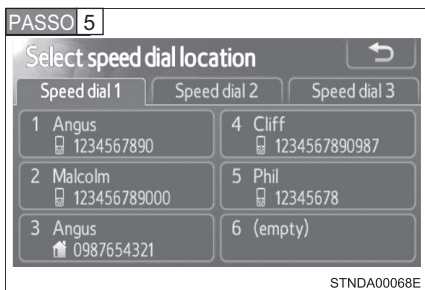 PASSO 5
Select speed dial location
Speed dial 1 Speed dial 2 Speed dial 3
1 Angus
1234567890
2 Malcolm
123456789000
3 Angus
0987654321
4 Cliff
1234567890987
5 Phil
12345678
6 (empty)
STNDA00068E